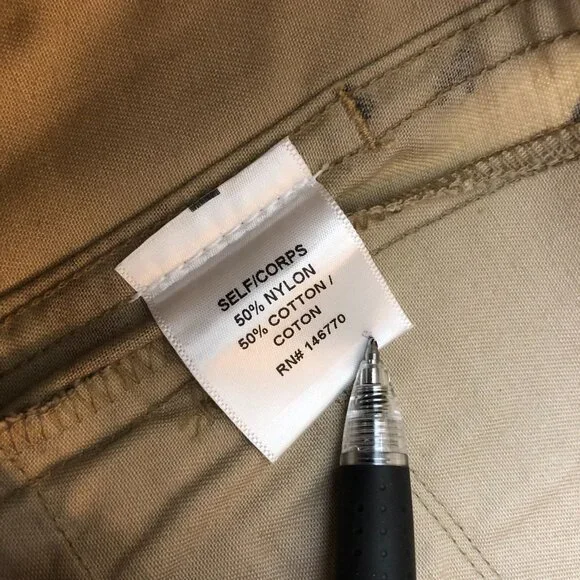 SELF/CORPS
50% NYLON
50% COTTON /
COTON
RN# 146770